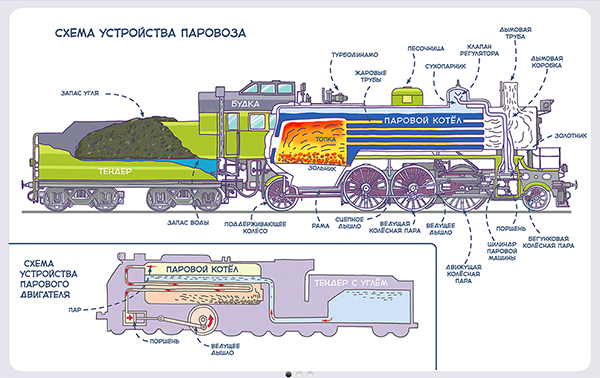 СХЕМА УСТРОЙСТВА ПАРОВОЗА
ЗАПАС УГЛЯ
ТЕНДЕР
ЗАПАС ВОДЫ
БУДКА
ТУРБОДИНАМО
ЖАРОВЫЕ
ТРУБЫ
ПЕСОЧНИЦА
СУХОПАРНИК
КЛАПАН
РЕГУЛЯТОРА
ДЫМОВАЯ
ТРУБА
ДЫМОВАЯ
КОРОБКА
ЗОЛОТНИК
ПАРОВОЙ КОТЁЛ
ТОПКА
ЗОЛЬНИК
ПОДДЕРЖИВАЮЩЕЕ
КОЛЕСО
РАМА
СЦЕПНОЕ
ДЫШЛО
ВЕДУЩАЯ
КОЛЁСНАЯ ПАРА
ВЕДУЩЕЕ
ДЫШЛО
ДВИЖУЩАЯ
КОЛЁСНАЯ
ПАРА
ЦИЛИНДР
ПАРОВОЙ
МАШИНЫ
ПОРШЕНЬ
БЕГУНКОВАЯ
КОЛЁСНАЯ ПАРА
СХЕМА
УСТРОЙСТВА
ПАРОВОГО
ДВИГАТЕЛЯ
ПАРОВОЙ КОТЁЛ
ТЕНДЕР С УГЛЁМ
ПАР
ПОРШЕНЬ
ВЕДУЩЕЕ
ДЫШЛО